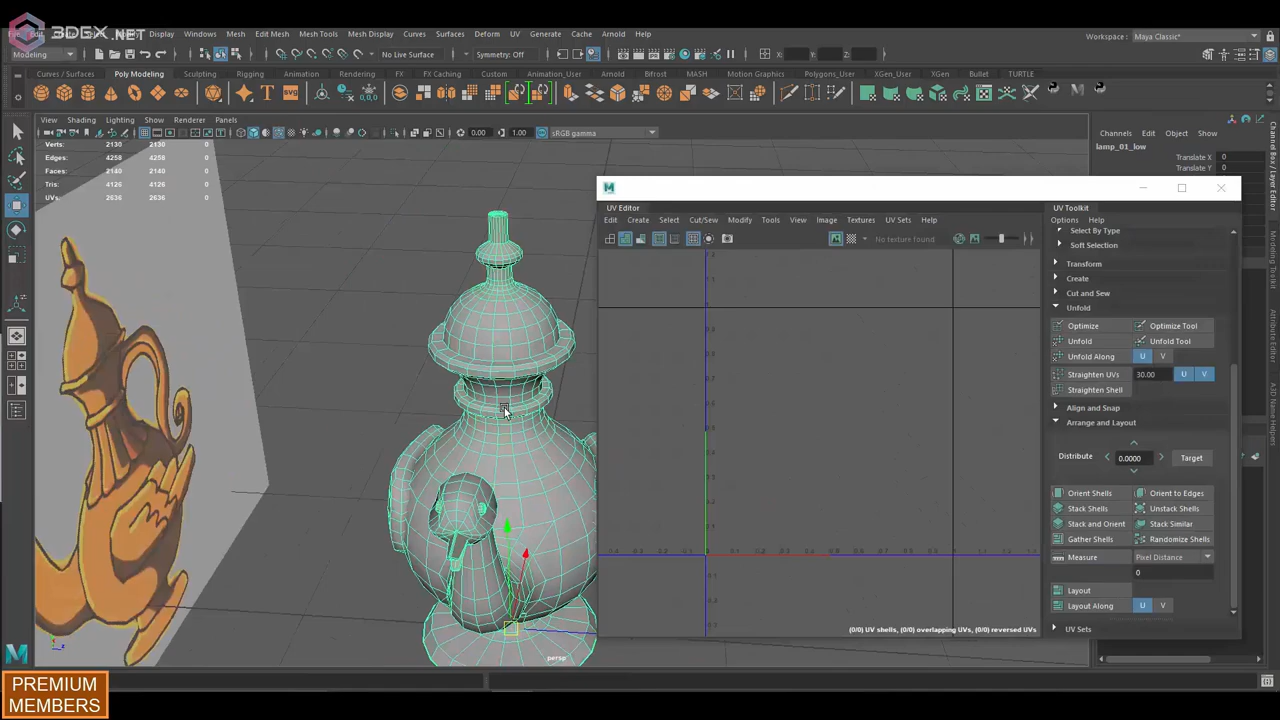 3DEX.NET
Display Windows Mesh Edit Mesh Mesh Tools Mesh Display Curves Surfaces Deform UV Generate Cache Arnold Help
Workspace : Maya Classic*
Modeling
No Live Surface
Symmetry: Off
Curves / Surfaces Poly Modeling Sculpting Rigging Animation Rendering FX FX Caching Custom Animation_User Arnold Bifrost MASH Motion Graphics Polygons_User XGen_User XGen Bullet TURTLE
View Shading Lighting Show Renderer Panels
0.00 1.00 sRGB gamma
Channels Edit Object Show
Verts: 2130 2130 0
Edges: 4258 4258 0
Faces: 2140 2140 0
Tris: 4126 4126 0
UVs: 2636 2636 0
lamp_01_low
Translate X 0
Translate Y 0
UV Editor
Edit Create Select Cut/Sew Modify Tools View Image Textures UV Sets Help
No texture found
UV Toolkit
Options Help
Select By Type
Soft Selection
Transform
Create
Cut and Sew
Unfold
Optimize Optimize Tool
Unfold Unfold Tool
Unfold Along U V
Straighten UVs 30.00 U V
Straighten Shell
Align and Snap
Arrange and Layout
Distribute 0.0000 Target
Orient Shells Orient to Edges
Stack Shells Unstack Shells
Stack and Orient Stack Similar
Gather Shells Randomize Shells
Measure Pixel Distance
0
Layout
Layout Along U V
UV Sets
(0/0) UV shells, (0/0) overlapping UVs, (0/0) reversed UVs
persp
Channel Box / Layer Editor
Modeling Toolkit
Attribute Editor
PREMIUM
MEMBERS